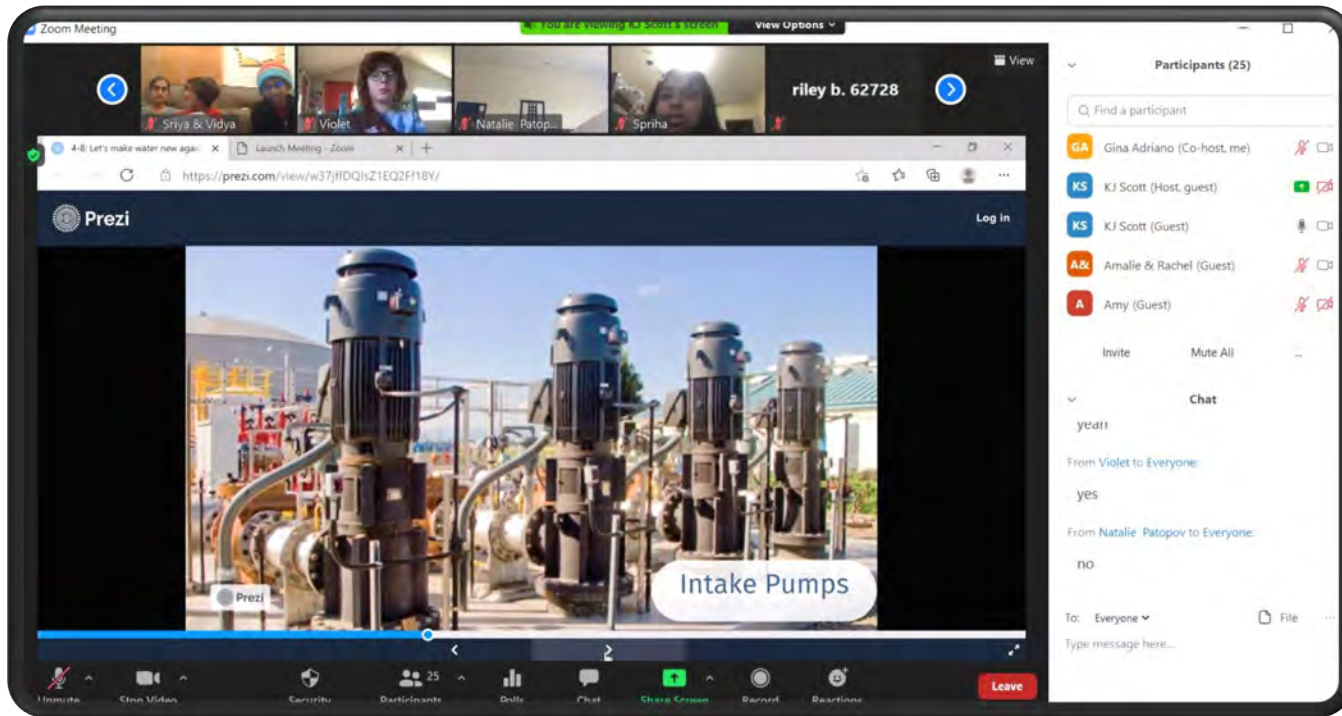 Zoom Meeting
You are viewing KJ Scott's screen
View Options
View
Sriya & Vidya
Violet
Natalie Patop...
Spriha
riley b. 62728
4-8: Let's make water new agai
Launch Meeting - Zoom
https://prezi.com/view/w37jffDQIsZ1EQ2Ff18Y/
Prezi
Log in
Prezi
Intake Pumps
Unmute
Stop Video
Security
Participants
25
Polls
Chat
Share Screen
Record
Reactions
Leave
Participants (25)
Find a participant
GA Gina Adriano (Co-host, me)
KS KJ Scott (Host, guest)
KS KJ Scott (Guest)
A& Amalie & Rachel (Guest)
A Amy (Guest)
Invite
Mute All
Chat
yeah
From Violet to Everyone:
yes
From Natalie Patopov to Everyone:
no
To: Everyone
File
Type message here...